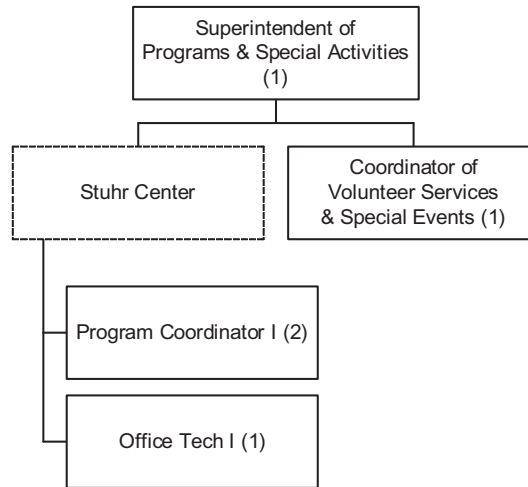 Superintendent of
Programs & Special Activities
(1)
Stuhr Center
Coordinator of
Volunteer Services
& Special Events (1)
Program Coordinator I (2)
Office Tech I (1)